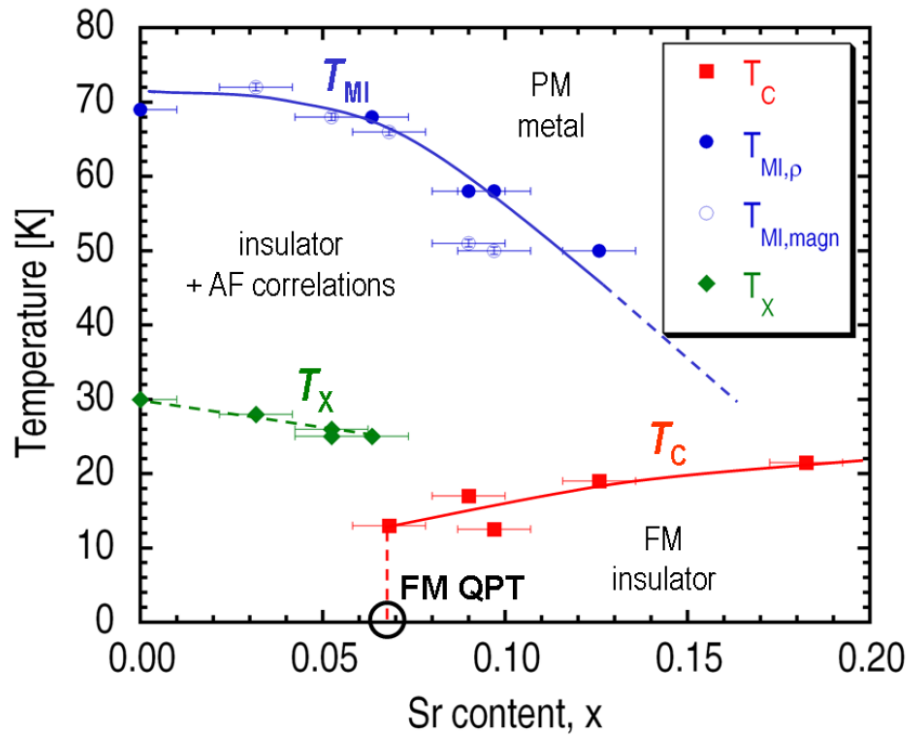 80
70
60
50
40
30
20
10
0
Temperature [K]
0.00
0.05
0.10
0.15
0.20
Sr content, x
T_MI
PM
metal
insulator
+ AF correlations
T_X
T_C
FM
insulator
FM QPT
T_C
T_MI,ρ
T_MI,magn
T_X